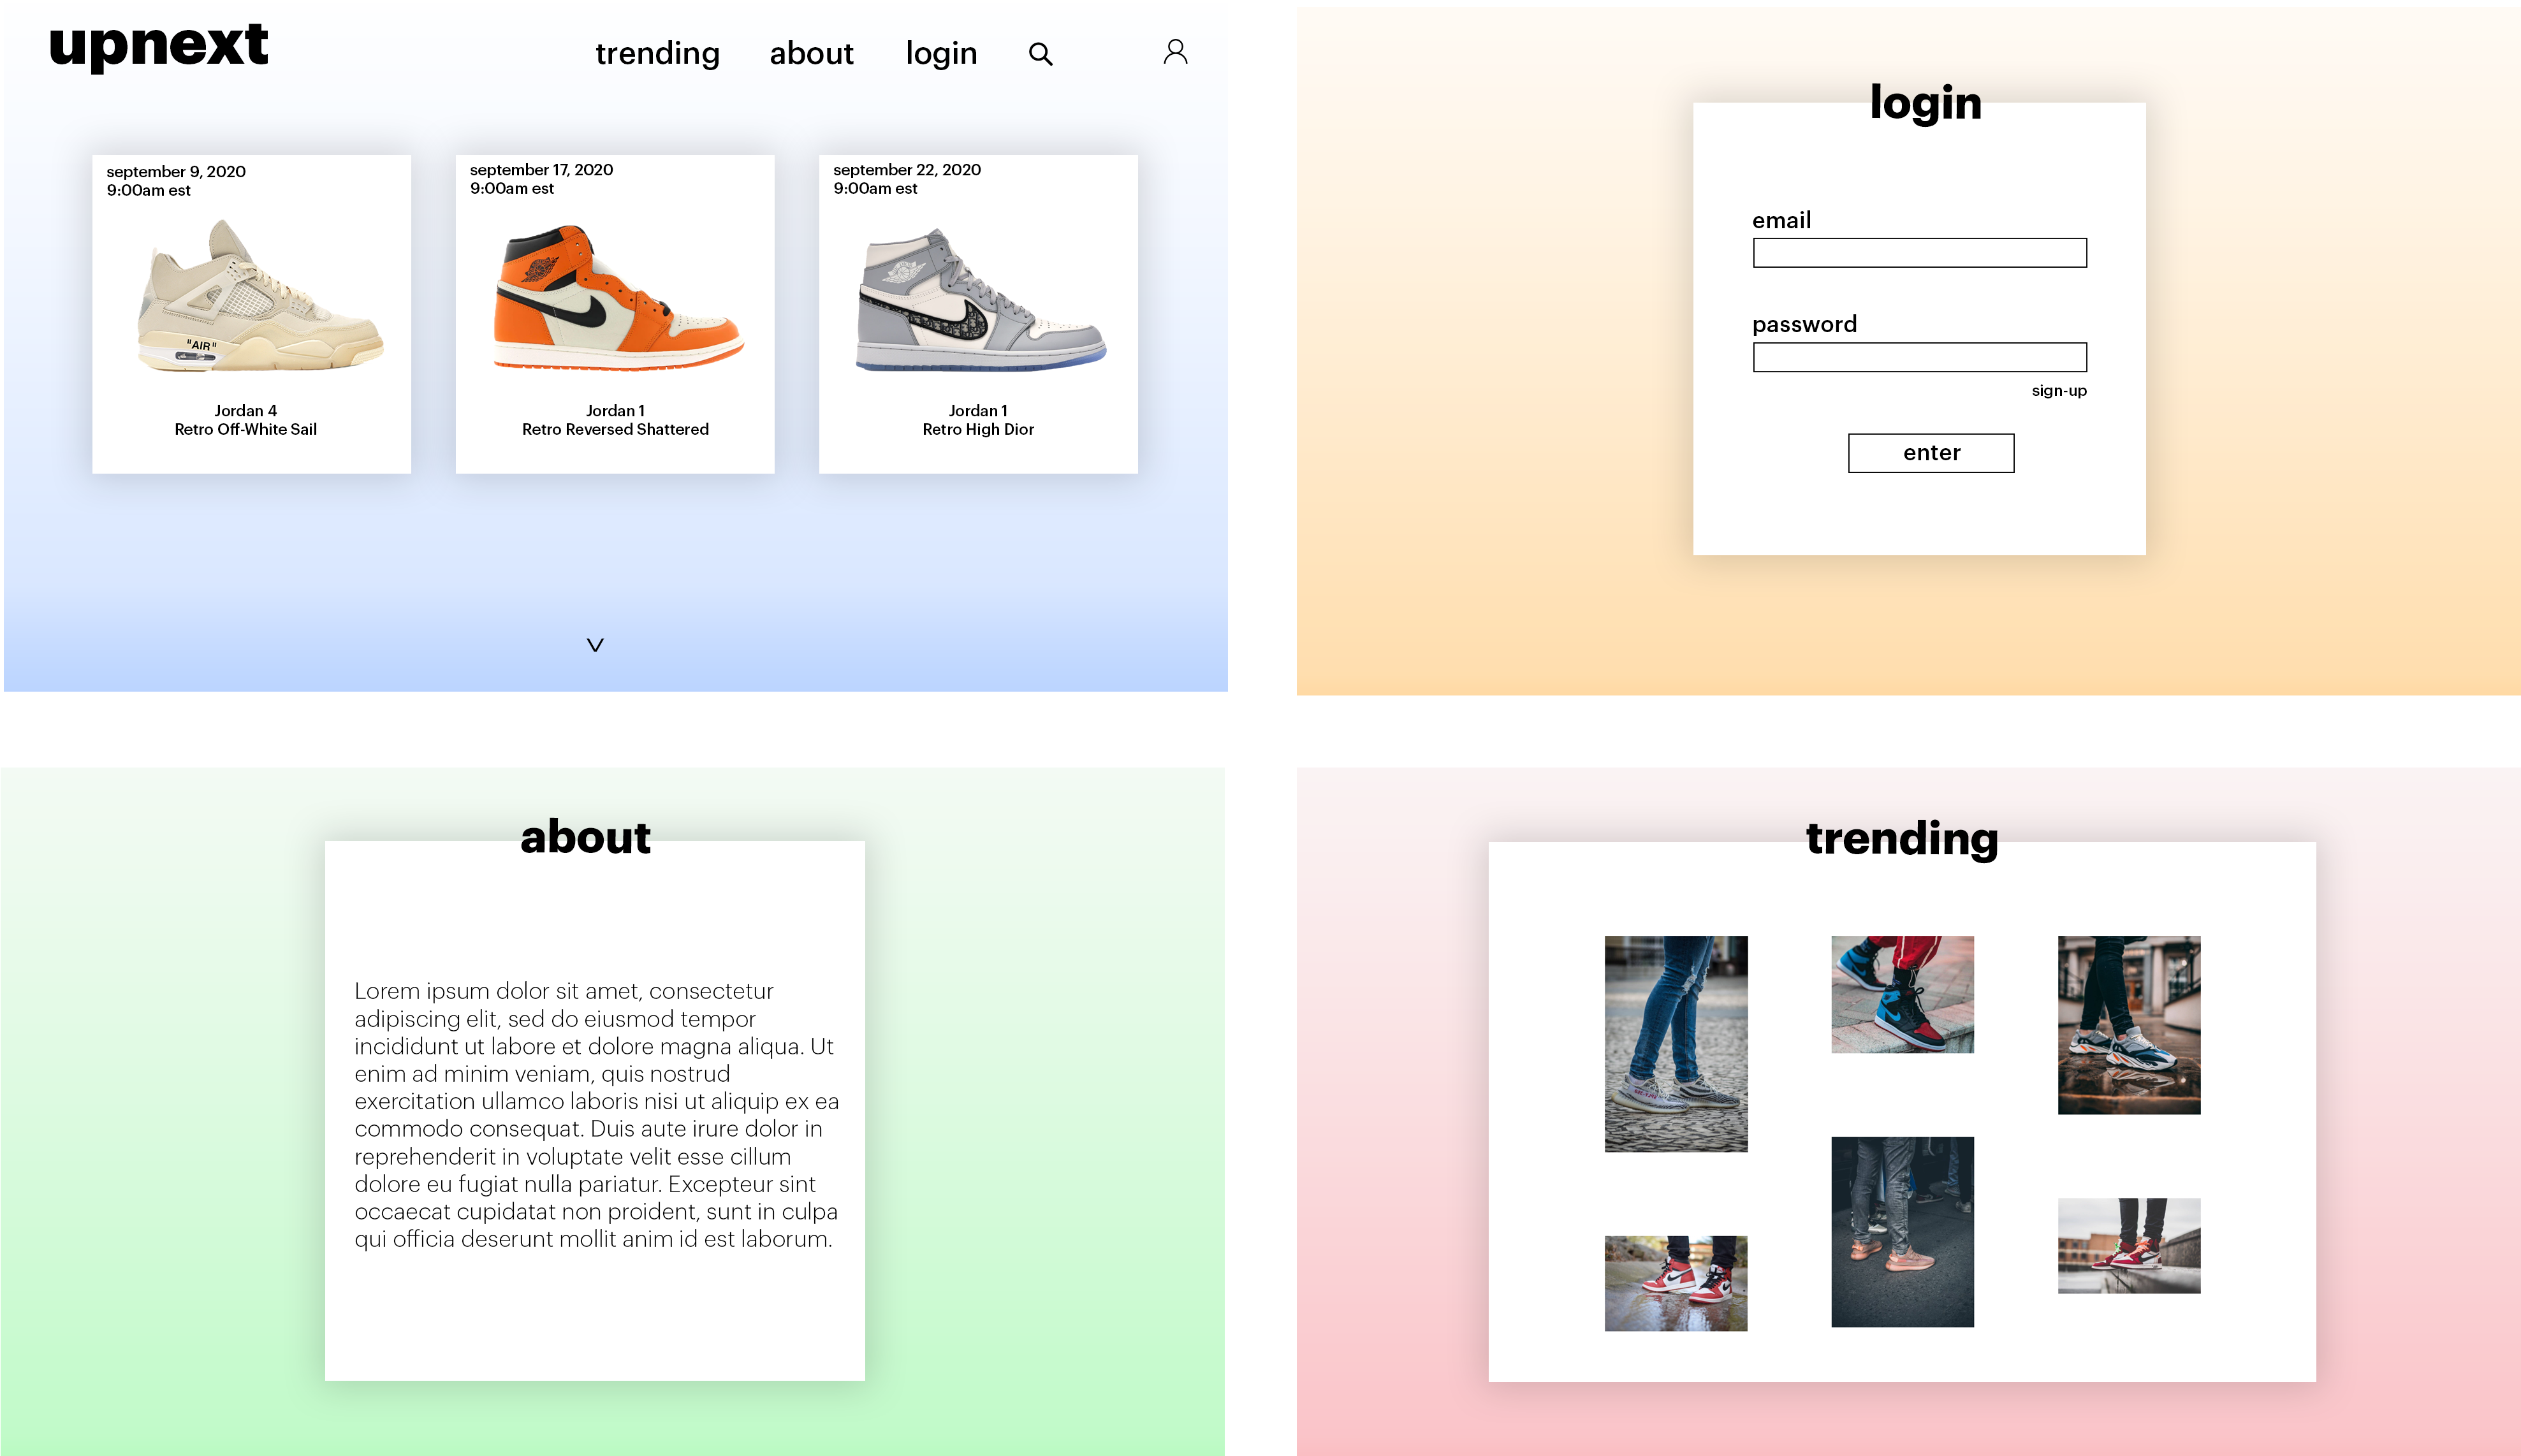 upnext
trending about login
september 9, 2020
9:00am est
"AIR"
Jordan 4
Retro Off-White Sail
september 17, 2020
9:00am est
Jordan 1
Retro Reversed Shattered
september 22, 2020
9:00am est
Jordan 1
Retro High Dior
login
email
password
sign-up
enter
about
Lorem ipsum dolor sit amet, consectetur
adipiscing elit, sed do eiusmod tempor
incididunt ut labore et dolore magna aliqua. Ut
enim ad minim veniam, quis nostrud
exercitation ullamco laboris nisi ut aliquip ex ea
commodo consequat. Duis aute irure dolor in
reprehenderit in voluptate velit esse cillum
dolore eu fugiat nulla pariatur. Excepteur sint
occaecat cupidatat non proident, sunt in culpa
qui officia deserunt mollit anim id est laborum.
trending